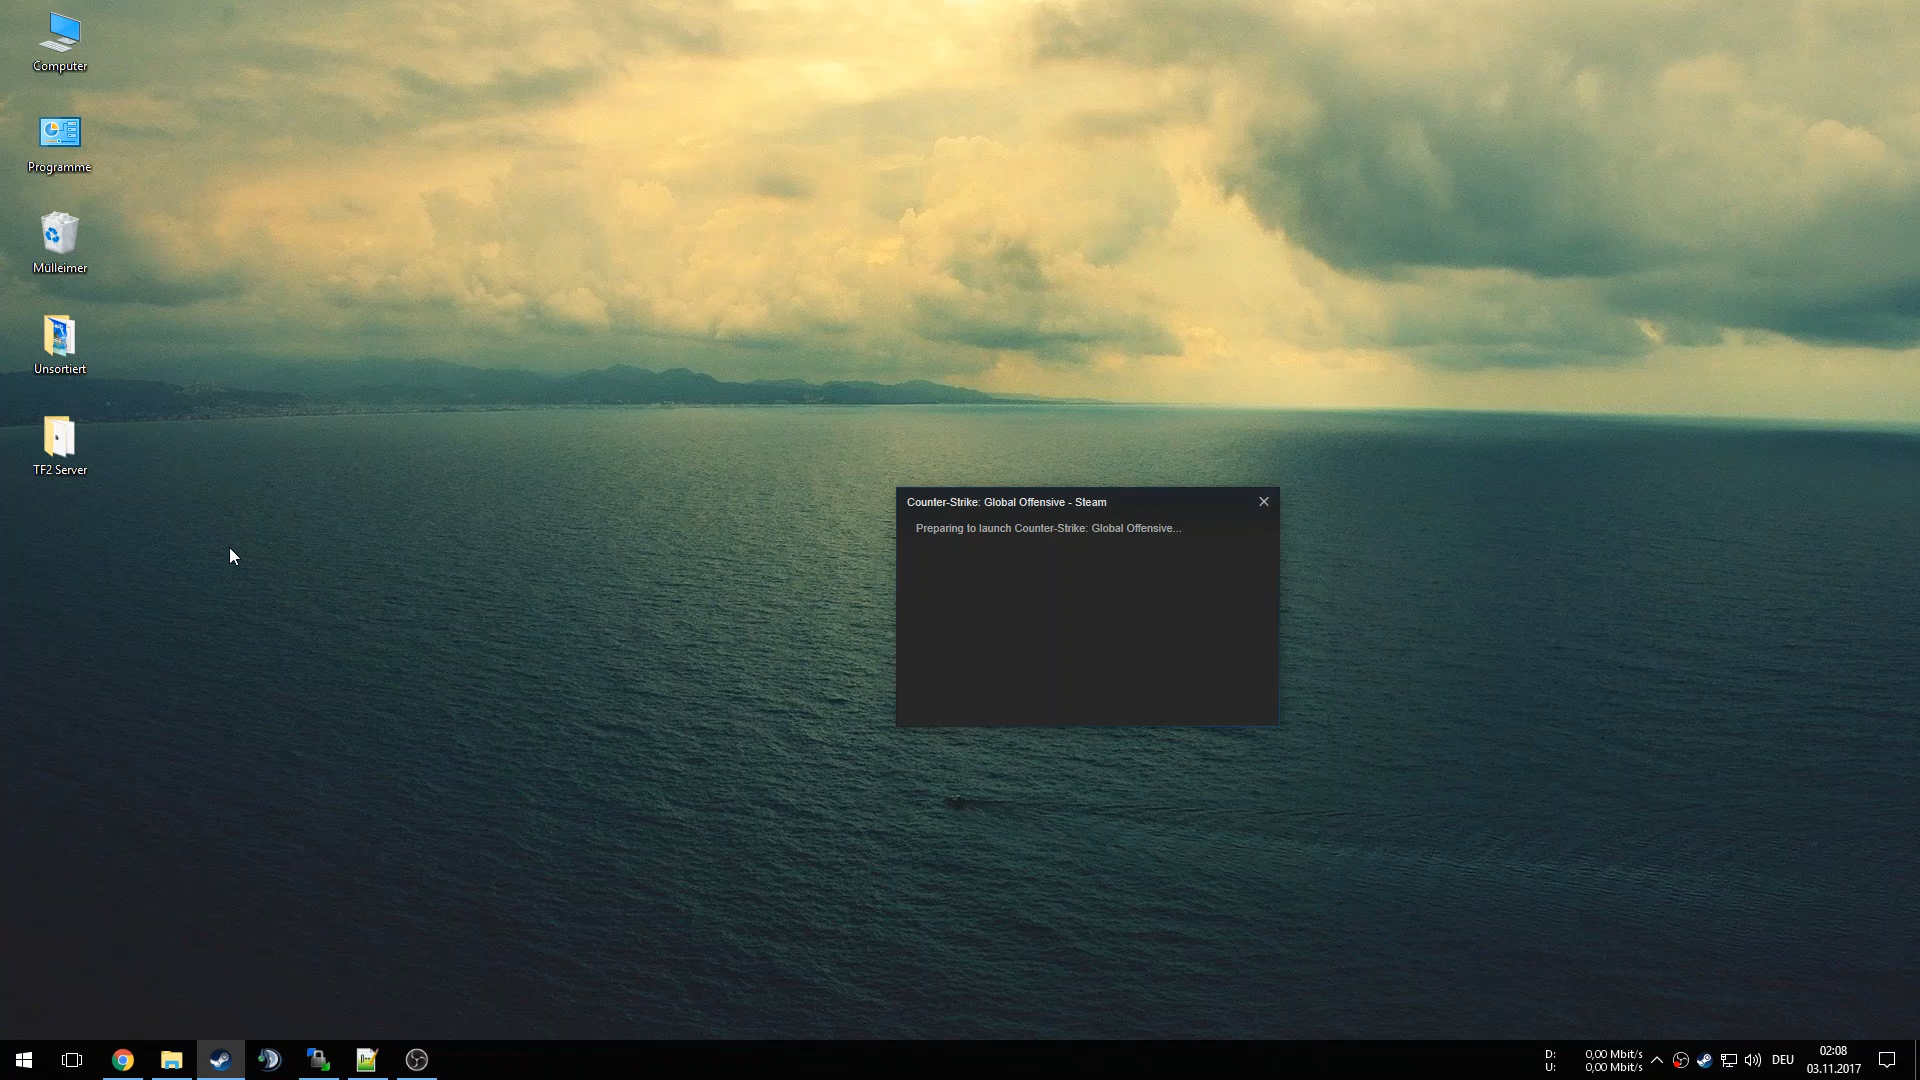 Computer
Programme
Mülleimer
Unsortiert
TF2 Server
Counter-Strike: Global Offensive - Steam
Preparing to launch Counter-Strike: Global Offensive...
D: 0,00 Mbit/s
U: 0,00 Mbit/s
DEU
02:08
03.11.2017